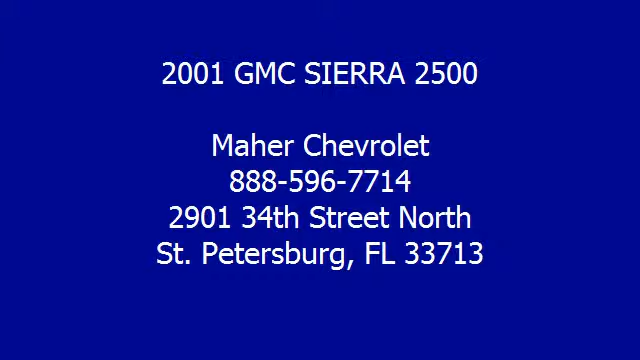 2001 GMC SIERRA 2500
Maher Chevrolet
888-596-7714
2901 34th Street North
St. Petersburg, FL 33713